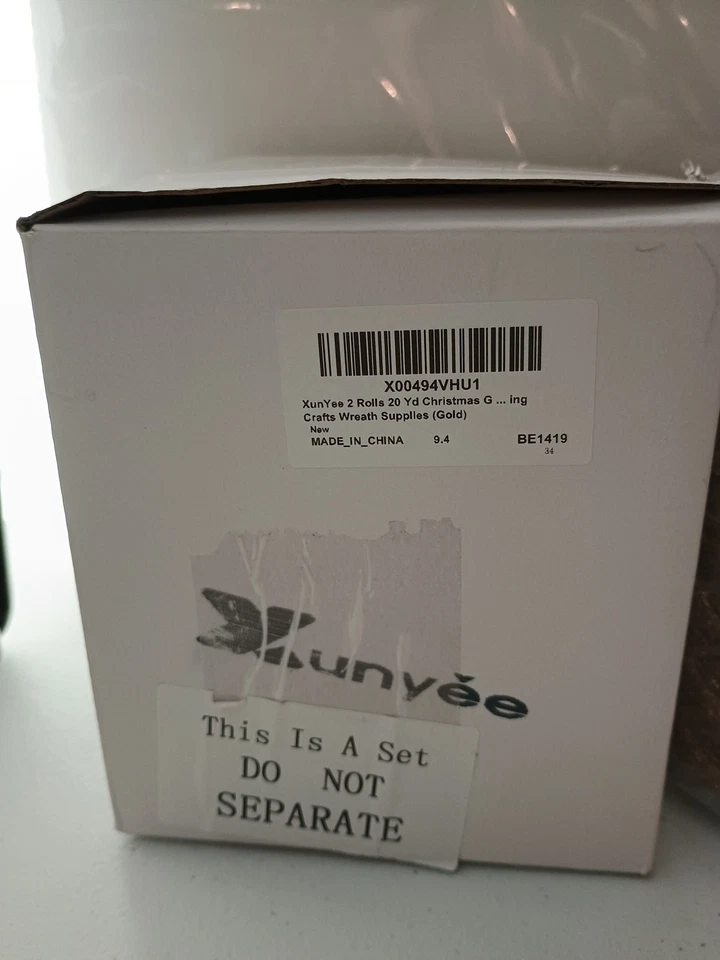 X00494VHU1
XunYee 2 Rolls 20 Yd Christmas G ... ing
Crafts Wreath Supplies (Gold)
New
MADE_IN_CHINA 9.4 BE1419
34
Xunyěe
This Is A Set
DO NOT
SEPARATE